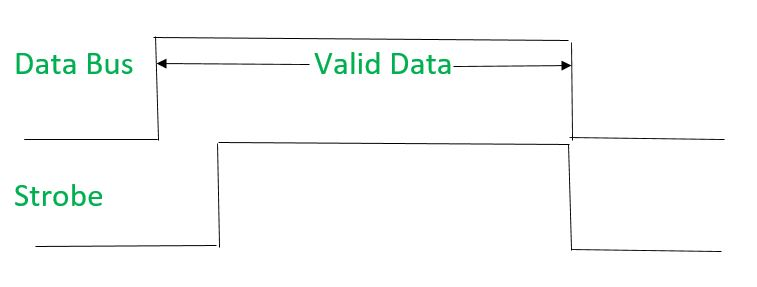 Data Bus
Valid Data
Strobe